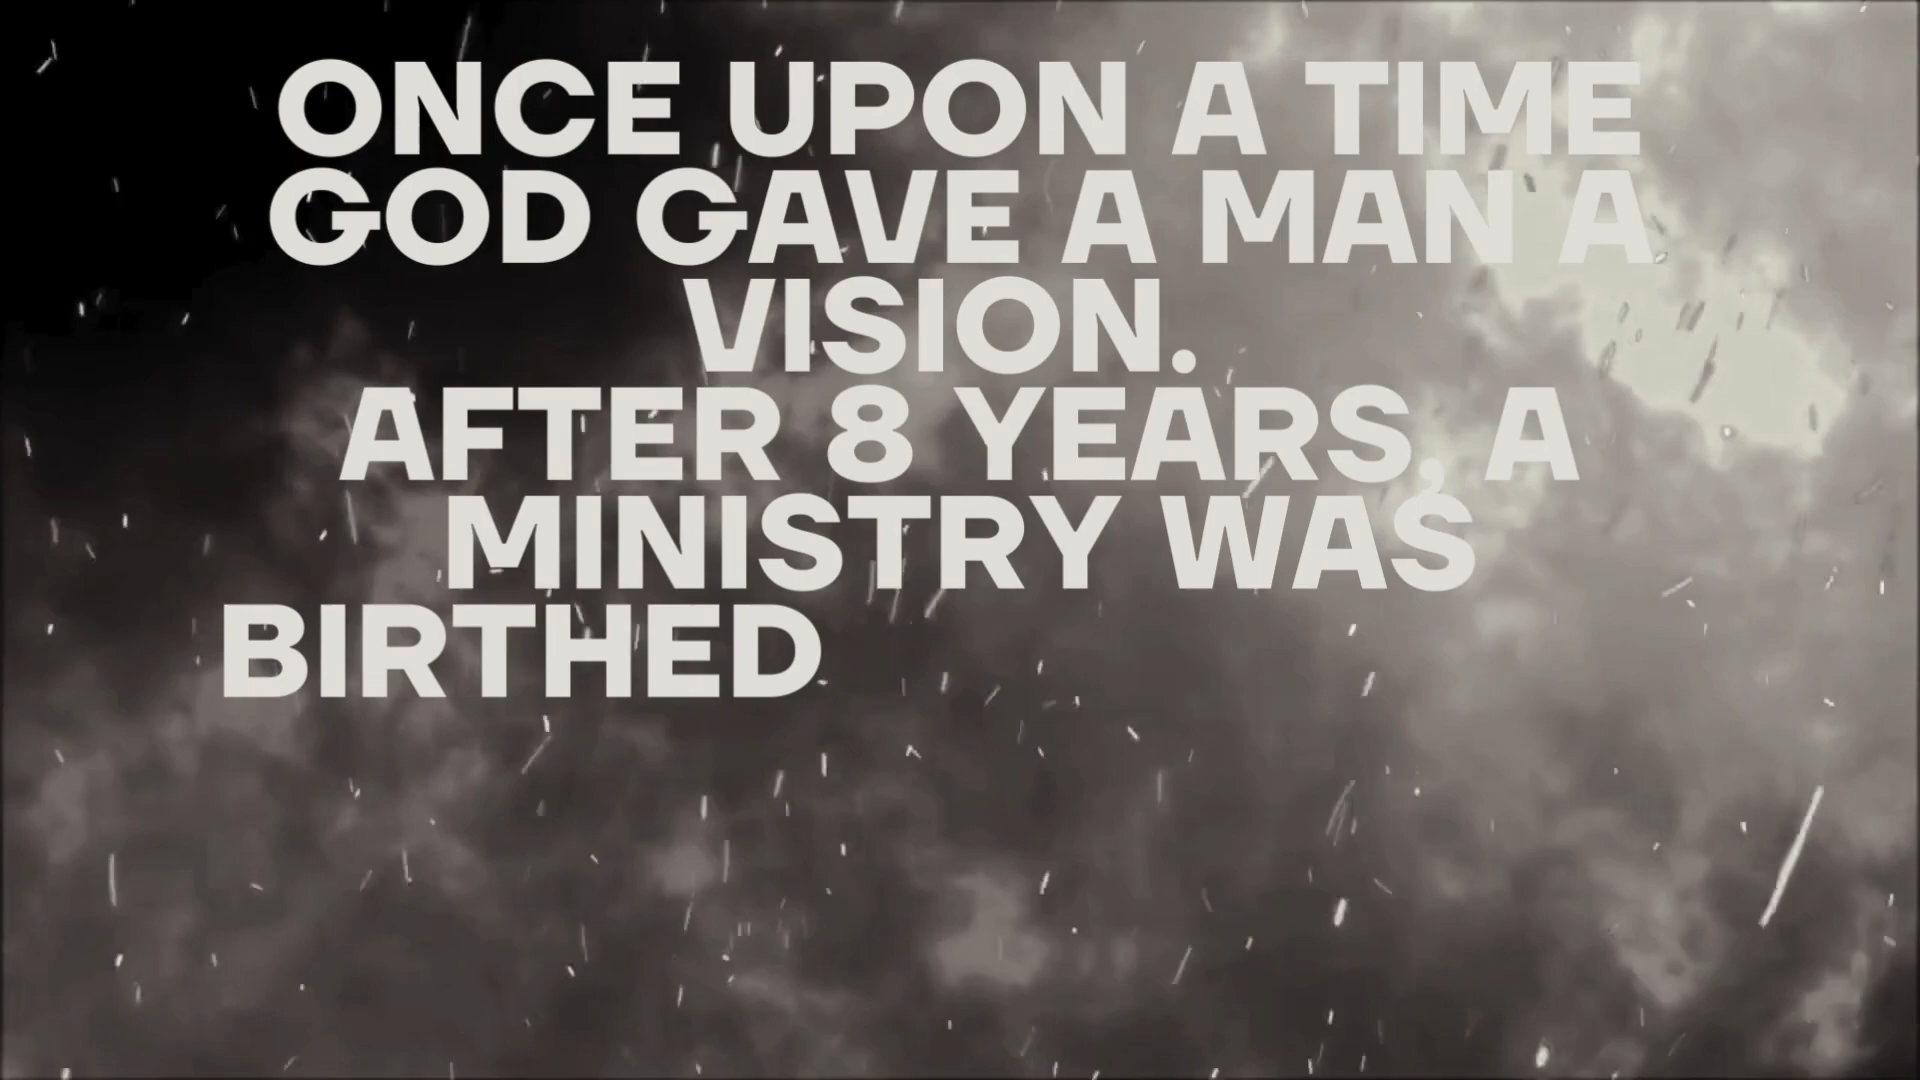 ONCE UPON A TIME
GOD GAVE A MAN A
VISION.
AFTER 8 YEARS, A
MINISTRY WAS
BIRTHED